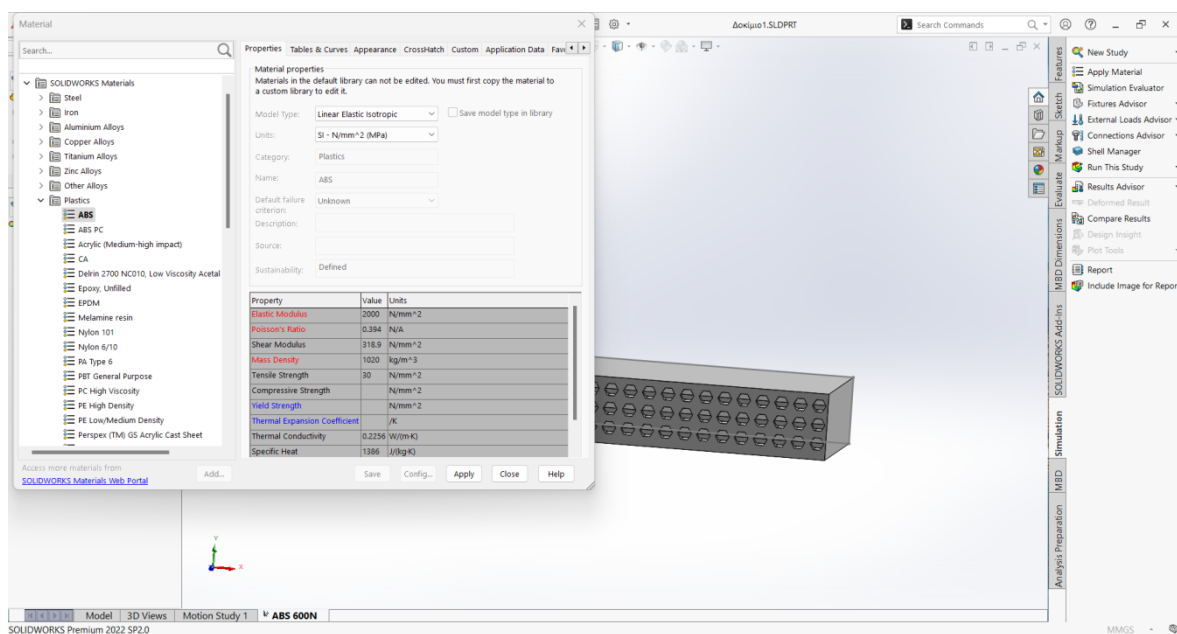 Material
Δοκίμιο1.SLDPRT
Search Commands
Search...
SOLIDWORKS Materials
Steel
Iron
Aluminium Alloys
Copper Alloys
Titanium Alloys
Zinc Alloys
Other Alloys
Plastics
ABS
ABS PC
Acrylic (Medium-high impact)
CA
Delrin 2700 NC010, Low Viscosity Acetal
Epoxy, Unfilled
EPDM
Melamine resin
Nylon 101
Nylon 6/10
PA Type 6
PBT General Purpose
PC High Viscosity
PE High Density
PE Low/Medium Density
Perspex (TM) GS Acrylic Cast Sheet
Access more materials from
SOLIDWORKS Materials Web Portal
Add...
Properties Tables & Curves Appearance CrossHatch Custom Application Data Fav
Material properties
Materials in the default library can not be edited. You must first copy the material to
a custom library to edit it.
Model Type: Linear Elastic Isotropic Save model type in library
Units: SI - N/mm^2 (MPa)
Category: Plastics
Name: ABS
Default failure
criterion: Unknown
Description:
Source:
Sustainability: Defined
Property Value Units
Elastic Modulus 2000 N/mm^2
Poisson's Ratio 0.394 N/A
Shear Modulus 318.9 N/mm^2
Mass Density 1020 kg/m^3
Tensile Strength 30 N/mm^2
Compressive Strength N/mm^2
Yield Strength N/mm^2
Thermal Expansion Coefficient /K
Thermal Conductivity 0.2256 W/(m·K)
Specific Heat 1386 J/(kg·K)
Save Config... Apply Close Help
Features
Sketch
Markup
Evaluate
MBD Dimensions
SOLIDWORKS Add-Ins
Simulation
MBD
Analysis Preparation
New Study
Apply Material
Simulation Evaluator
Fixtures Advisor
External Loads Advisor
Connections Advisor
Shell Manager
Run This Study
Results Advisor
Deformed Result
Compare Results
Design Insight
Plot Tools
Report
Include Image for Repor
Y
X
Model 3D Views Motion Study 1 ABS 600N
SOLIDWORKS Premium 2022 SP2.0
MMGS